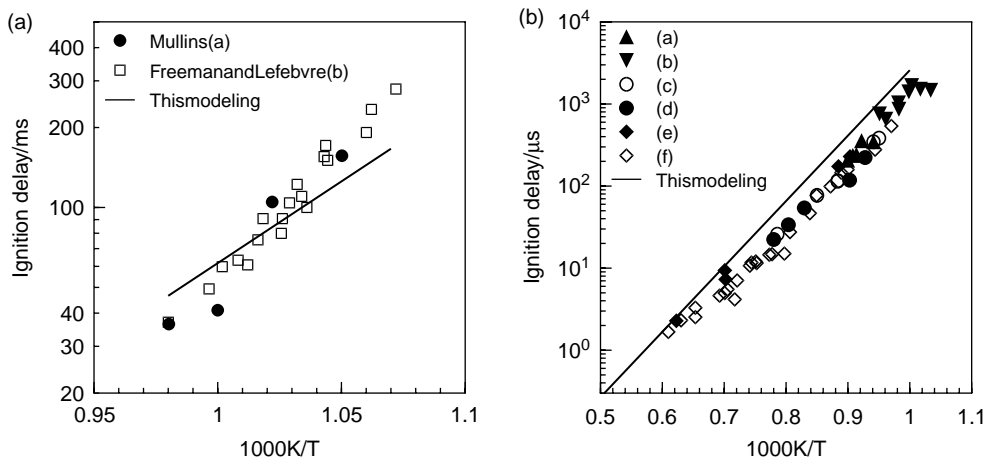 (a)
400
300
200
100
40
30
20
0.95
1
1.05
1.1
1000K/T
Ignition delay/ms
Mullins(a)
FreemanandLefebvre(b)
Thismodeling
(b)
10⁴
10³
10²
10¹
10⁰
0.5
0.6
0.7
0.8
0.9
1
1.1
1000K/T
Ignition delay/μs
(a)
(b)
(c)
(d)
(e)
(f)
Thismodeling